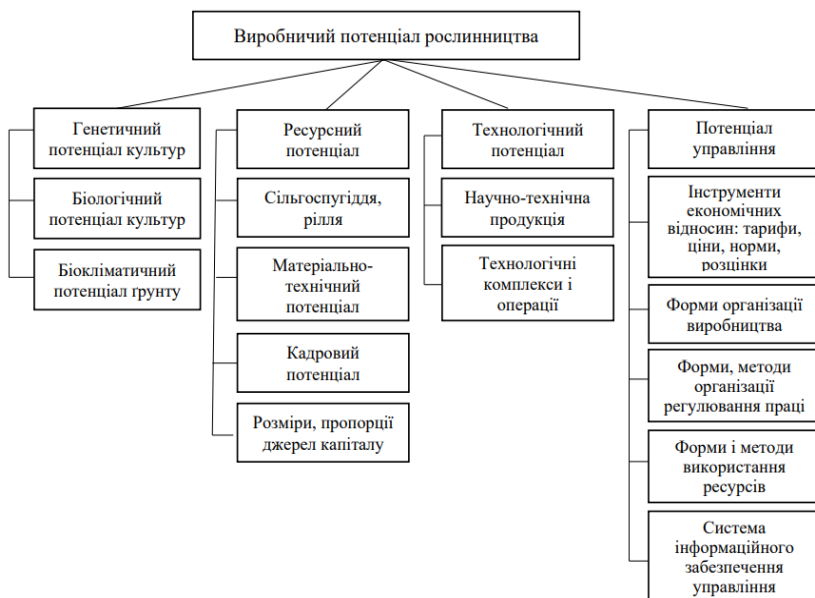 Виробничий потенціал рослинництва
Генетичний
потенціал культур
Біологічний
потенціал культур
Біокліматичний
потенціал ґрунту
Ресурсний
потенціал
Сільгоспугіддя,
рілля
Матеріально-
технічний
потенціал
Кадровий
потенціал
Розміри, пропорції
джерел капіталу
Технологічний
потенціал
Научно-технічна
продукція
Технологічні
комплекси і
операції
Потенціал
управління
Інструменти
економічних
відносин: тарифи,
ціни, норми,
розцінки
Форми організації
виробництва
Форми, методи
організації
регулювання праці
Форми і методи
використання
ресурсів
Система
інформаційного
забезпечення
управління